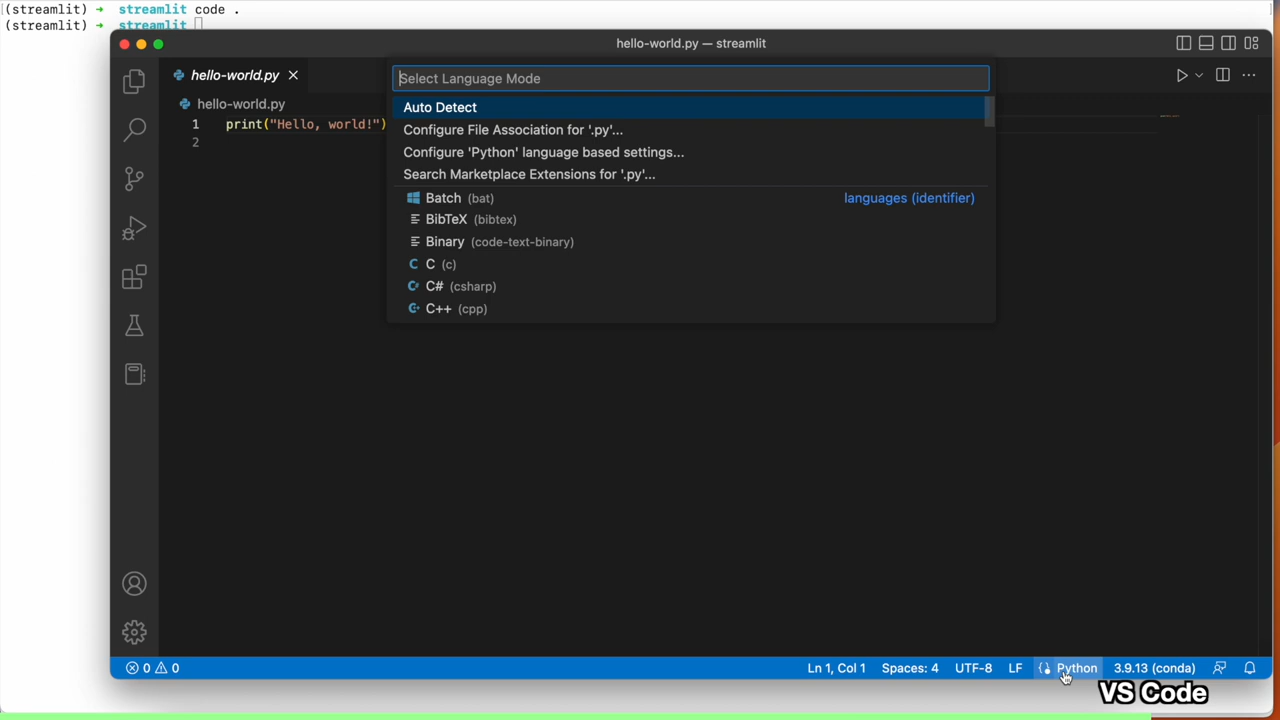 (streamlit) → streamlit code .
(streamlit) → streamlit
hello-world.py — streamlit
hello-world.py
Select Language Mode
hello-world.py
1 print("Hello, world!")
2
Auto Detect
Configure File Association for '.py'...
Configure 'Python' language based settings...
Search Marketplace Extensions for '.py'...
Batch (bat) languages (identifier)
BibTeX (bibtex)
Binary (code-text-binary)
C (c)
C# (csharp)
C++ (cpp)
0 0 Ln 1, Col 1 Spaces: 4 UTF-8 LF Python 3.9.13 (conda)
VS Code